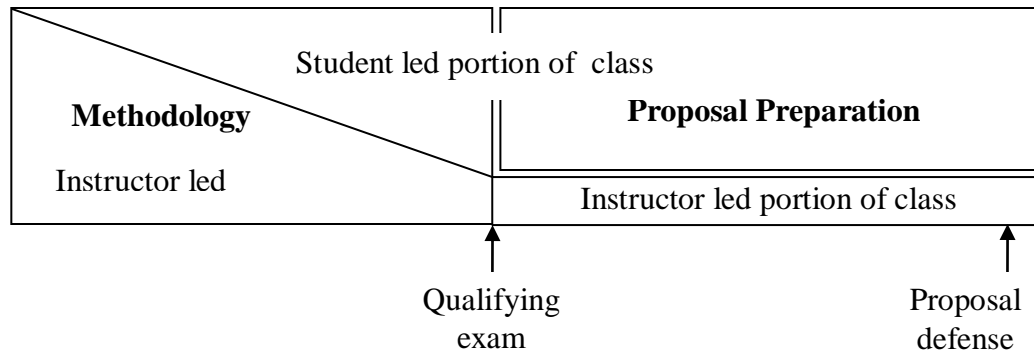 Student led portion of class
Methodology
Proposal Preparation
Instructor led
Instructor led portion of class
Qualifying
exam
Proposal
defense